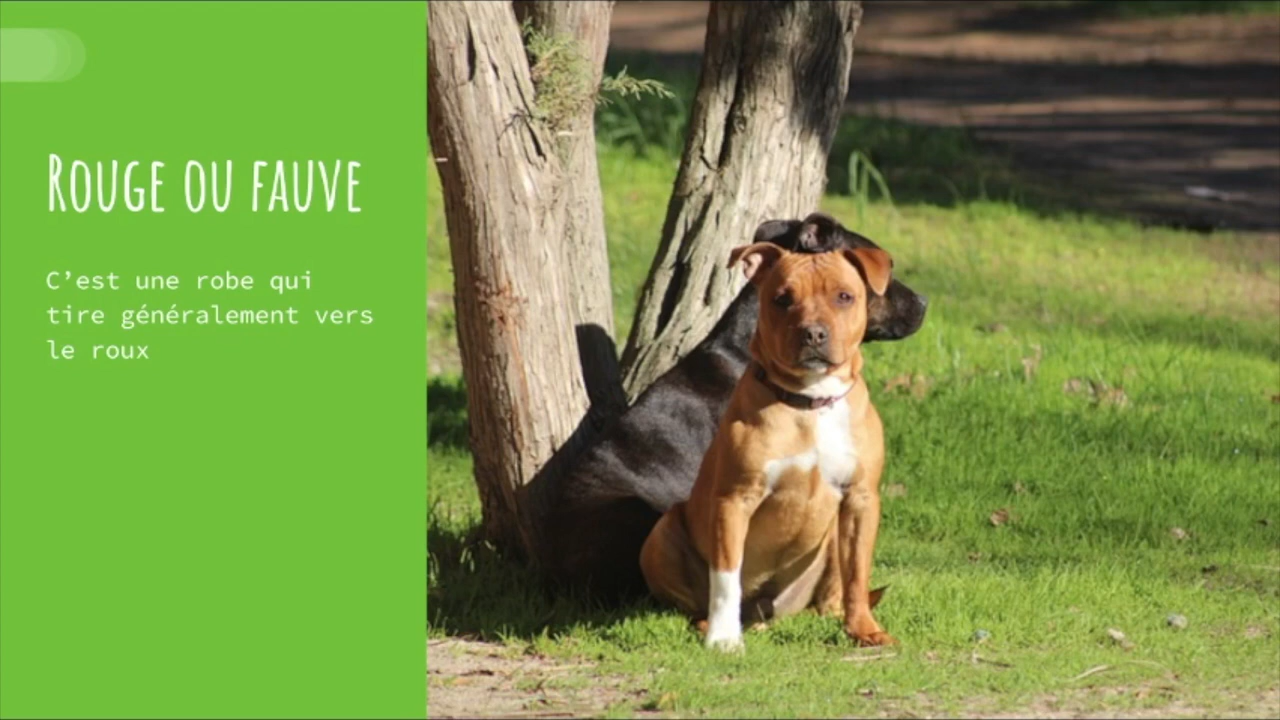 Rouge ou fauve
C’est une robe qui
tire généralement vers
le roux